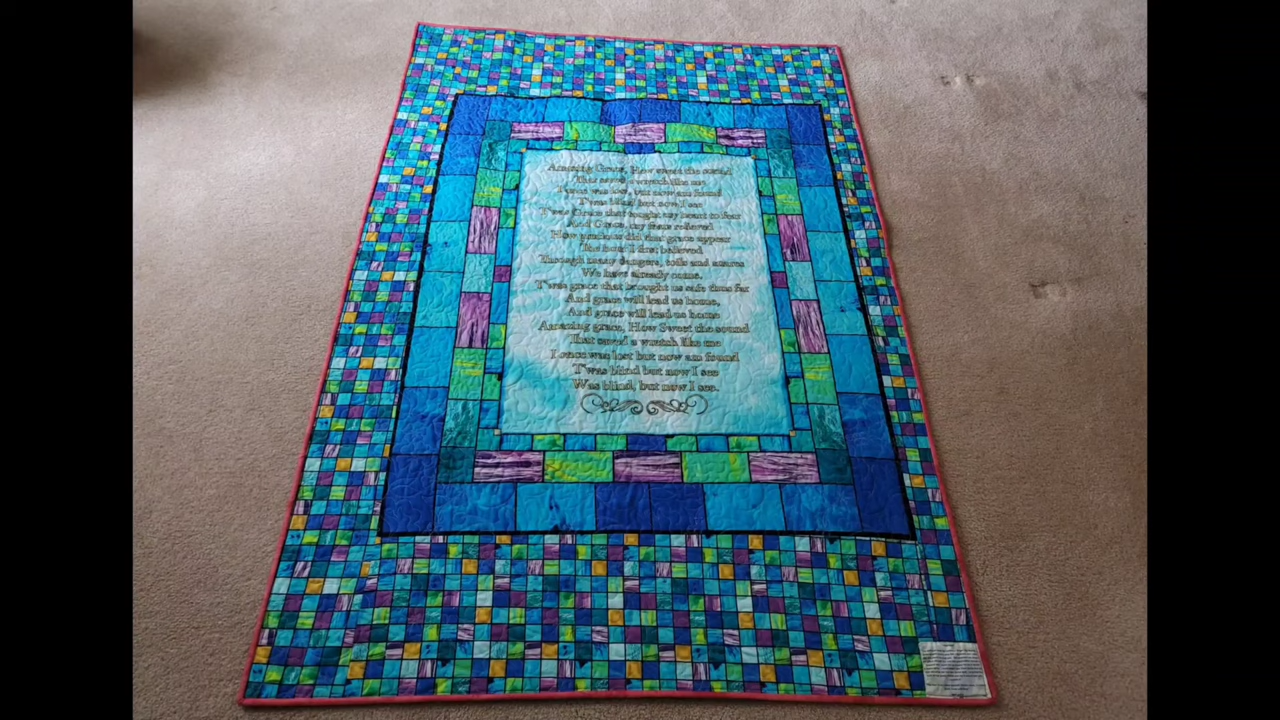 Amazing Grace, How sweet the sound
That saved a wretch like me
I once was lost, but now am found
T'was blind but now I see
T'was Grace that taught my heart to fear
And Grace, my fears relieved
How precious did that grace appear
The hour I first believed
Through many dangers, toils and snares
We have already come.
T'was grace that brought us safe thus far
And grace will lead us home,
And grace will lead us home
Amazing grace, How Sweet the sound
That saved a wretch like me
I once was lost but now am found
T'was blind but now I see
Was blind, but now I see.